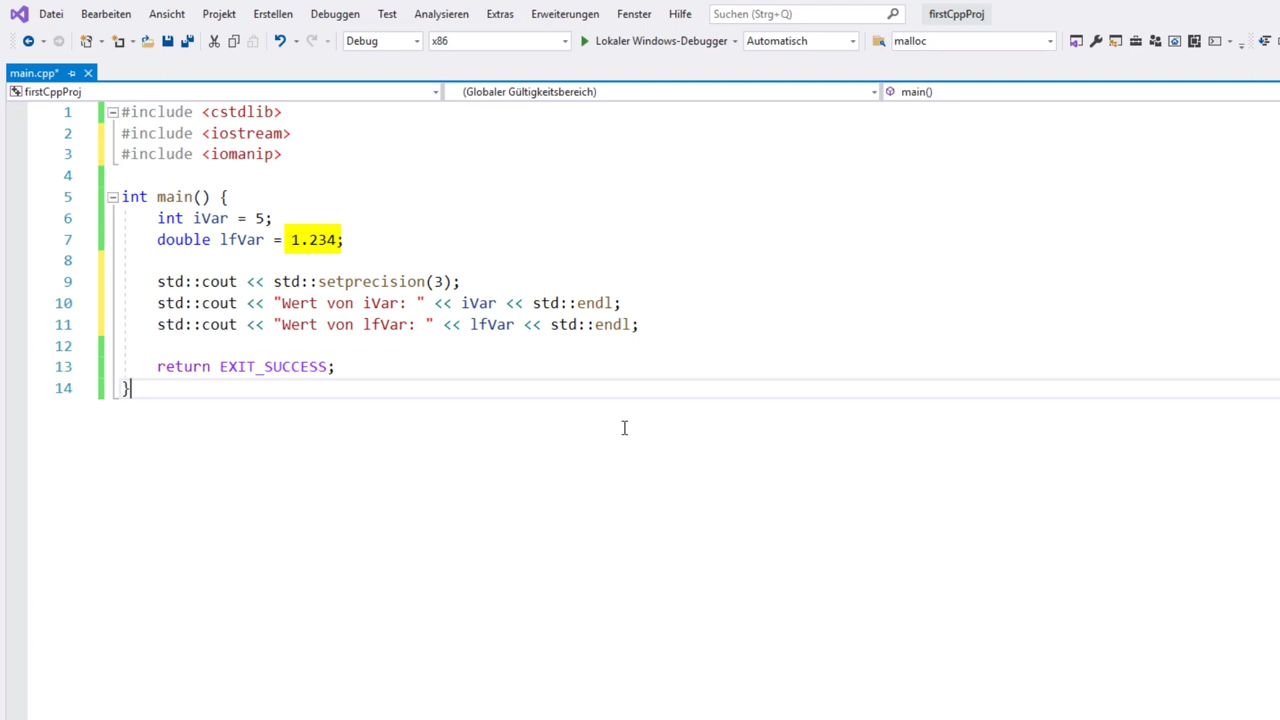 Datei Bearbeiten Ansicht Projekt Erstellen Debuggen Test Analysieren Extras Erweiterungen Fenster Hilfe Suchen (Strg+Q) firstCppProj
Debug x86 Lokaler Windows-Debugger Automatisch malloc
main.cpp*
firstCppProj (Globaler Gültigkeitsbereich) main()
1 #include <cstdlib>
2 #include <iostream>
3 #include <iomanip>
4
5 int main() {
6 int iVar = 5;
7 double lfVar = 1.234;
8
9 std::cout << std::setprecision(3);
10 std::cout << "Wert von iVar: " << iVar << std::endl;
11 std::cout << "Wert von lfVar: " << lfVar << std::endl;
12
13 return EXIT_SUCCESS;
14 }